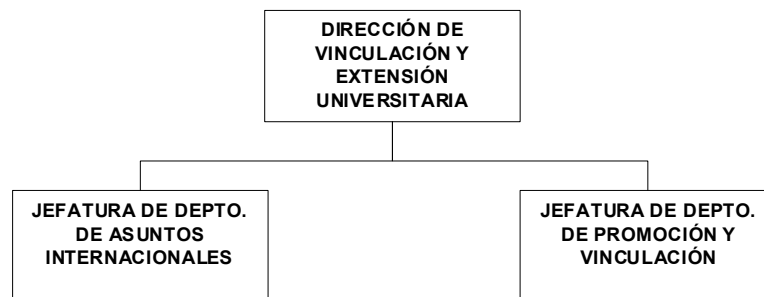 DIRECCIÓN DE
VINCULACIÓN Y
EXTENSIÓN
UNIVERSITARIA
JEFATURA DE DEPTO.
DE ASUNTOS
INTERNACIONALES
JEFATURA DE DEPTO.
DE PROMOCIÓN Y
VINCULACIÓN